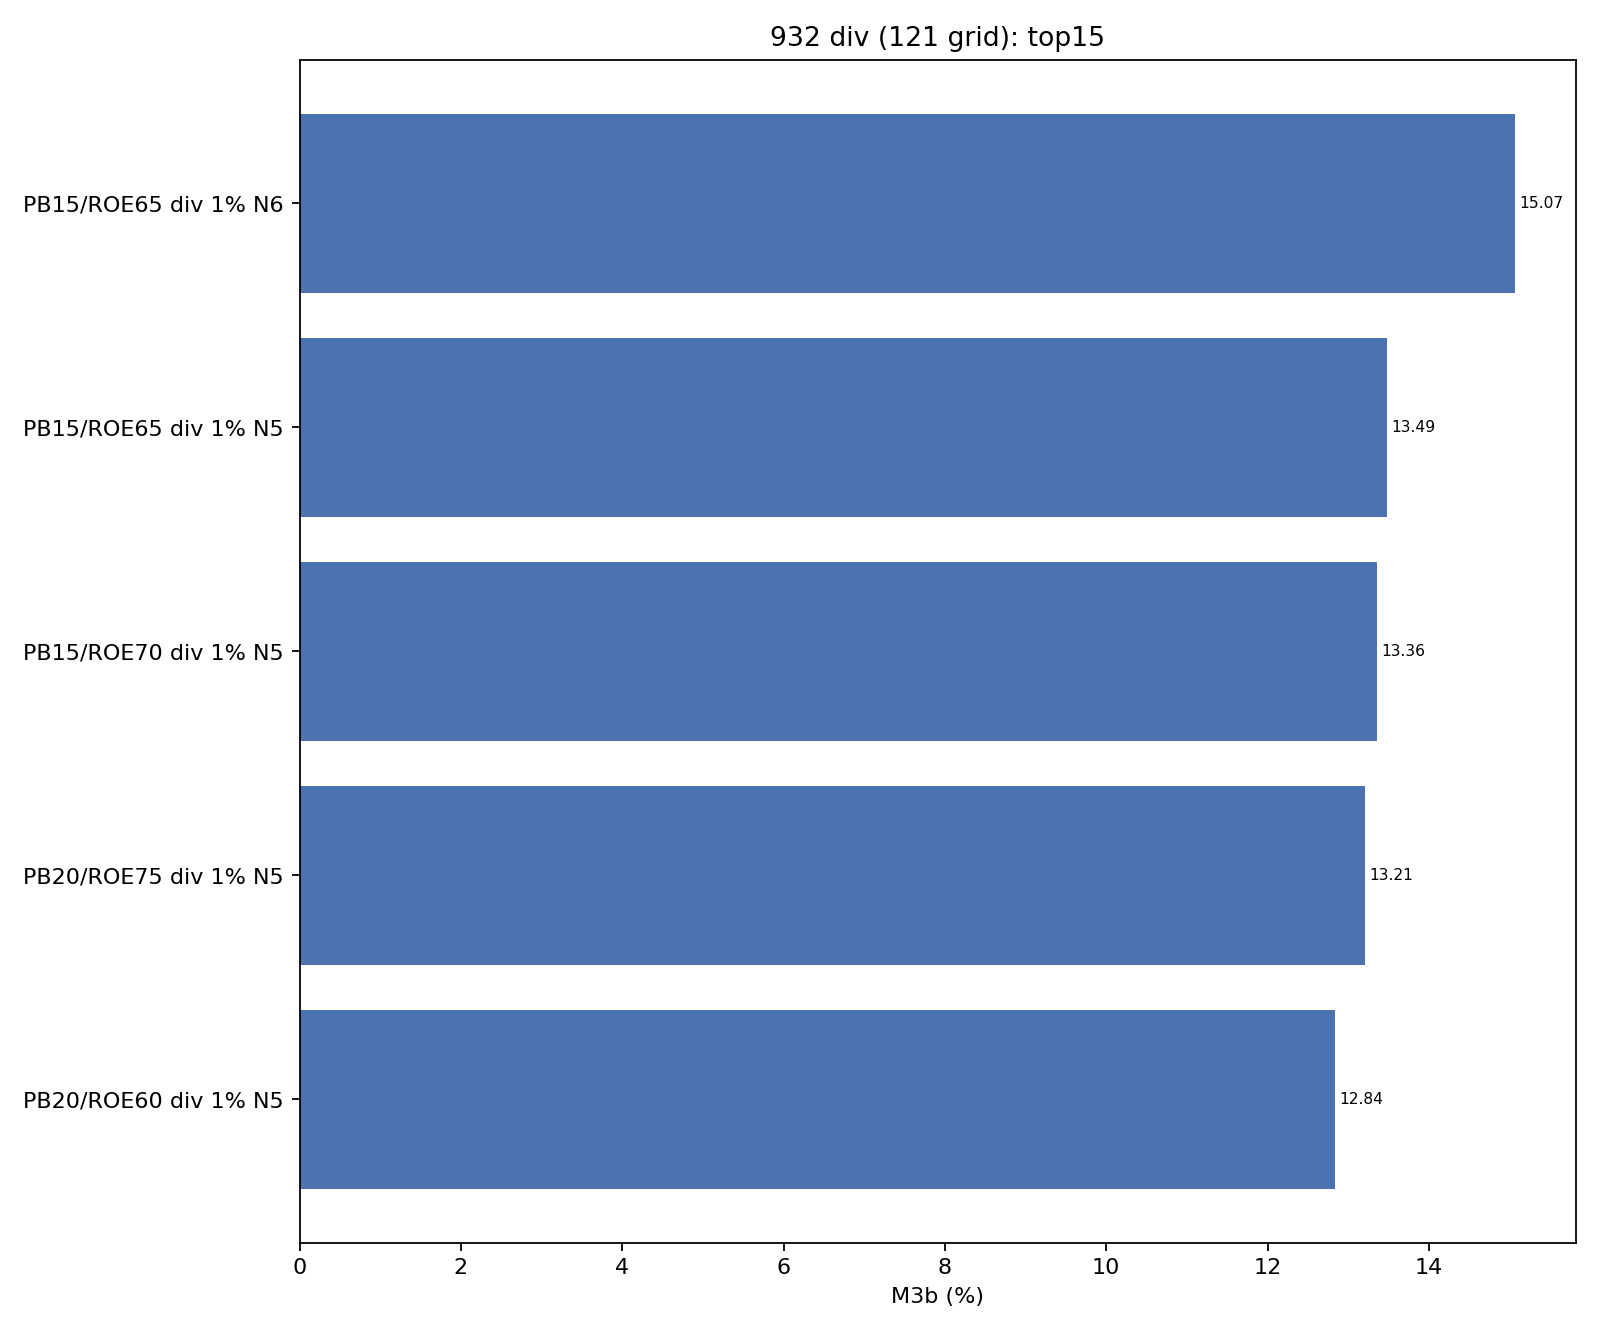 932 div (121 grid): top15
PB15/ROE65 div 1% N6
15.07
PB15/ROE65 div 1% N5
13.49
PB15/ROE70 div 1% N5
13.36
PB20/ROE75 div 1% N5
13.21
PB20/ROE60 div 1% N5
12.84
0 2 4 6 8 10 12 14
M3b (%)